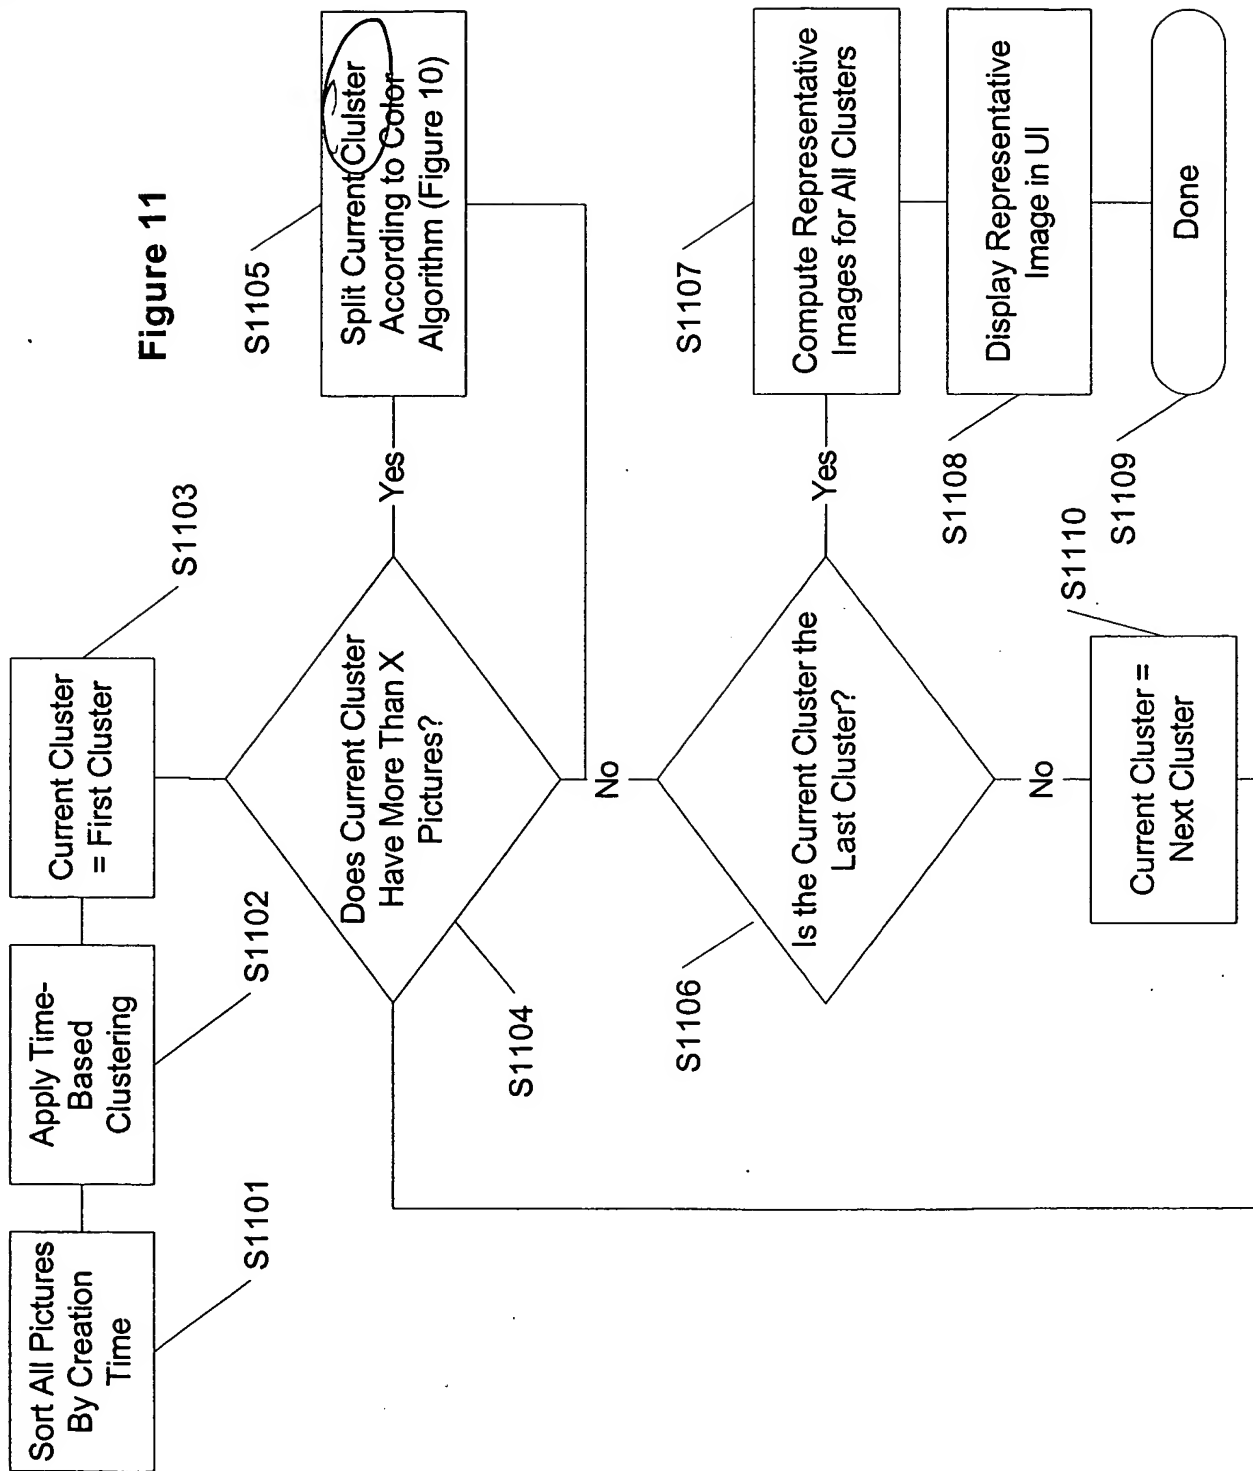 Figure 11
Sort All Pictures
By Creation
Time
S1101
Apply Time-
Based
Clustering
S1102
Current Cluster
= First Cluster
S1103
Does Current Cluster
Have More Than X
Pictures?
S1104
Yes
Split Current Clulster
According to Color
Algorithm (Figure 10)
S1105
No
Is the Current Cluster the
Last Cluster?
S1106
Yes
Compute Representative
Images for All Clusters
S1107
Display Representative
Image in UI
S1108
Done
S1109
No
Current Cluster =
Next Cluster
S1110